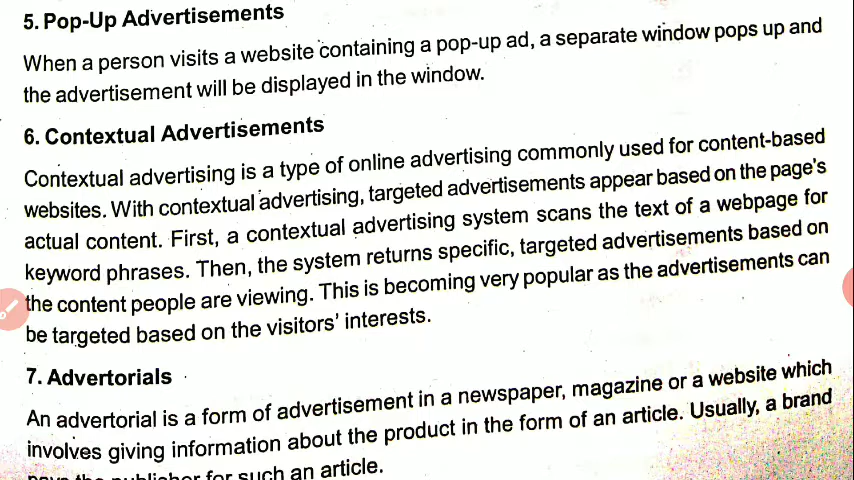 5. Pop-Up Advertisements
When a person visits a website containing a pop-up ad, a separate window pops up and
the advertisement will be displayed in the window.
6. Contextual Advertisements
Contextual advertising is a type of online advertising commonly used for content-based
websites. With contextual advertising, targeted advertisements appear based on the page's
actual content. First, a contextual advertising system scans the text of a webpage for
keyword phrases. Then, the system returns specific, targeted advertisements based on
the content people are viewing. This is becoming very popular as the advertisements can
be targeted based on the visitors' interests.
7. Advertorials
An advertorial is a form of advertisement in a newspaper, magazine or a website which
involves giving information about the product in the form of an article. Usually, a brand
pays the publisher for such an article.